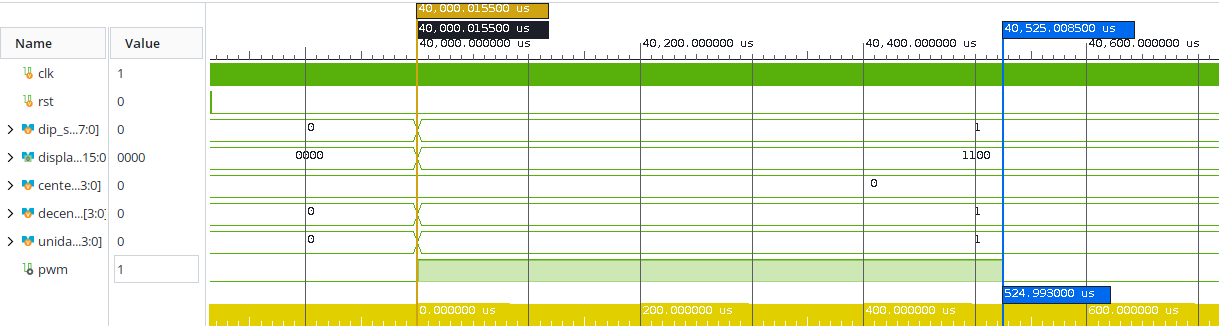 40,000.015500 us
40,000.015500 us 40,525.008500 us
Name Value 40,000.000000 us 40,200.000000 us 40,400.000000 us 40,600.000000 us
clk 1
rst 0
dip_s...7:0] 0 0 1
displa...15:0 0000 0000 1100
cente...3:0] 0 0
decen...[3:0] 0 0 1
unida...3:0] 0 0 1
pwm 1
524.993000 us
0.000000 us 200.000000 us 400.000000 us 600.000000 us